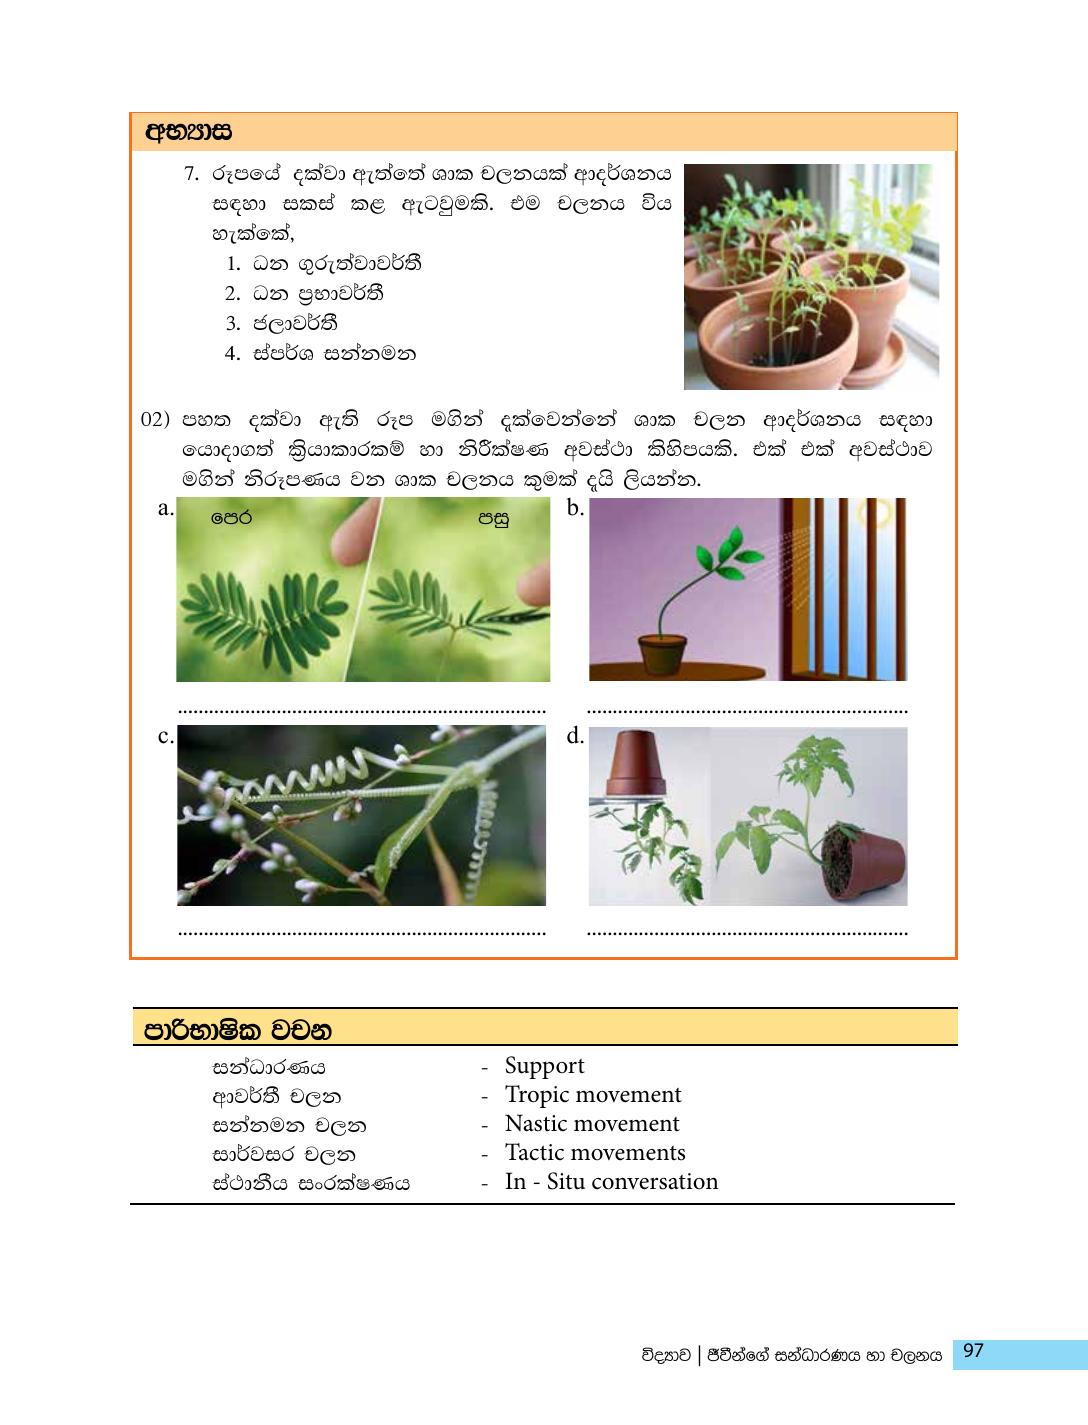 අභ්‍යාස
7. රූපයේ දක්වා ඇත්තේ ශාක චලනයක් ආදර්ශනය
සඳහා සකස් කළ ඇටවුමකි. එම චලනය විය
හැක්කේ,
1. ධන ගුරුත්වාවර්තී
2. ධන ප්‍රභාවර්තී
3. ජලාවර්තී
4. ස්පර්ශ සන්නමන
02) පහත දක්වා ඇති රූප මගින් දැක්වෙන්නේ ශාක චලන ආදර්ශනය සඳහා
යොදාගත් ක්‍රියාකාරකම් හා නිරීක්ෂණ අවස්ථා කිහිපයකි. එක් එක් අවස්ථාව
මගින් නිරූපණය වන ශාක චලනය කුමක් දැයි ලියන්න.
a. පෙර පසු b.
....................................................................... ..............................................................
c. d.
....................................................................... ..............................................................
පාරිභාෂික වචන
සන්ධාරණය - Support
ආවර්තී චලන - Tropic movement
සන්නමන චලන - Nastic movement
සාර්වසර චලන - Tactic movements
ස්ථානීය සංරක්ෂණය - In - Situ conversation
විද්‍යාව | ජීවීන්ගේ සන්ධාරණය හා චලනය 97